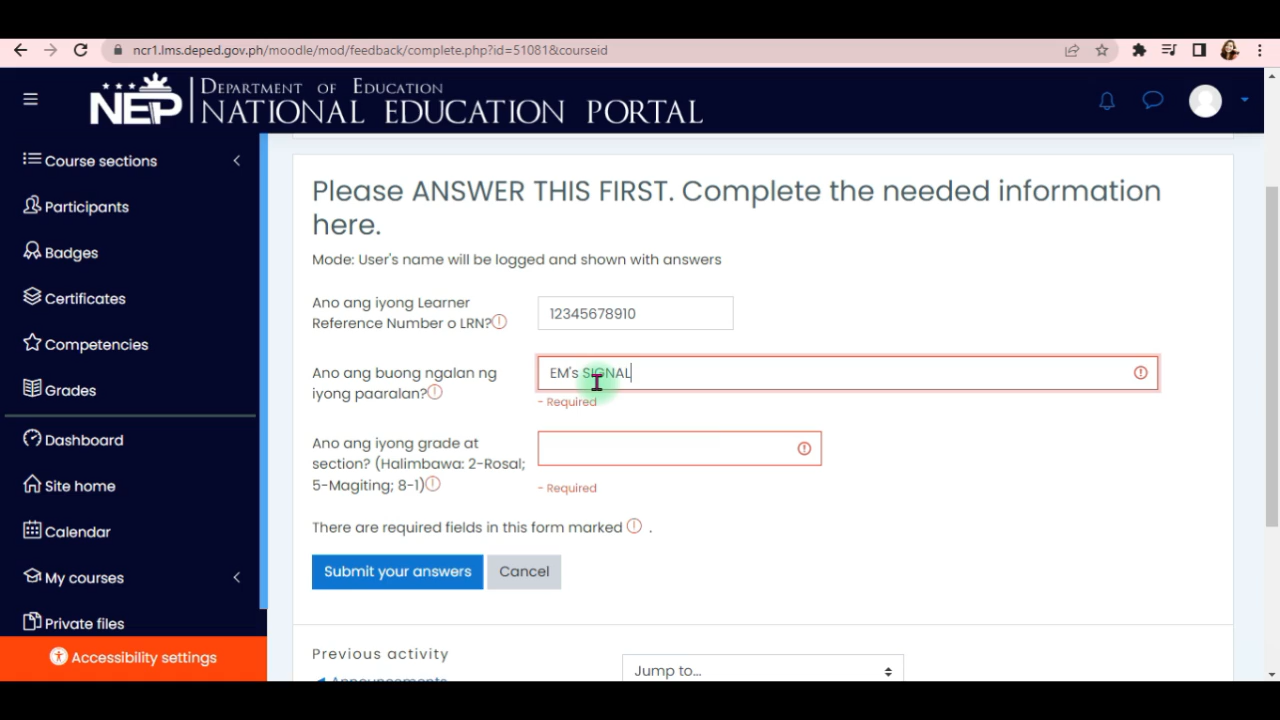 ncr1.lms.deped.gov.ph/moodle/mod/feedback/complete.php?id=51081&courseid
NEP
DEPARTMENT OF EDUCATION
NATIONAL EDUCATION PORTAL
Course sections
Participants
Badges
Certificates
Competencies
Grades
Dashboard
Site home
Calendar
My courses
Private files
Accessibility settings
Please ANSWER THIS FIRST. Complete the needed information
here.
Mode: User's name will be logged and shown with answers
Ano ang iyong Learner
Reference Number o LRN?
12345678910
Ano ang buong ngalan ng
iyong paaralan?
EM's SIGNAL
- Required
Ano ang iyong grade at
section? (Halimbawa: 2-Rosal;
5-Magiting; 8-1)
- Required
There are required fields in this form marked .
Submit your answers
Cancel
Previous activity
Announcements
Jump to...